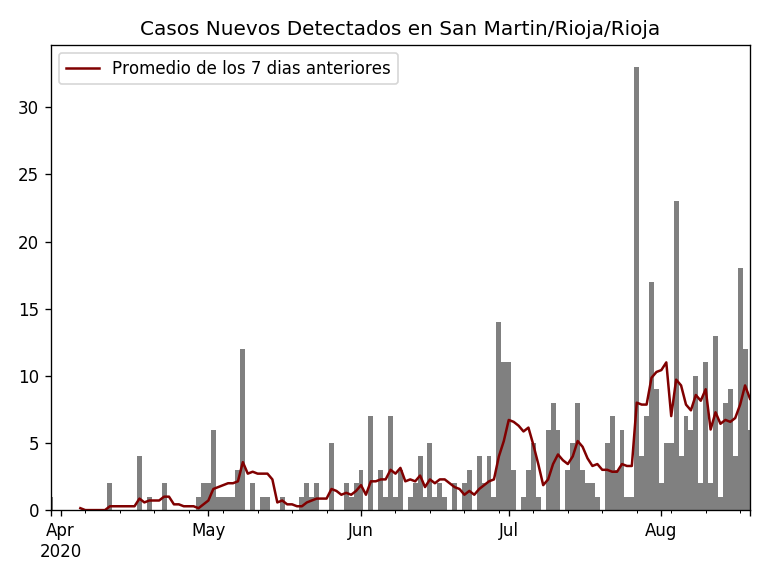 Casos Nuevos Detectados en San Martin/Rioja/Rioja
Promedio de los 7 dias anteriores
30
25
20
15
10
5
0
Apr May Jun Jul Aug
2020